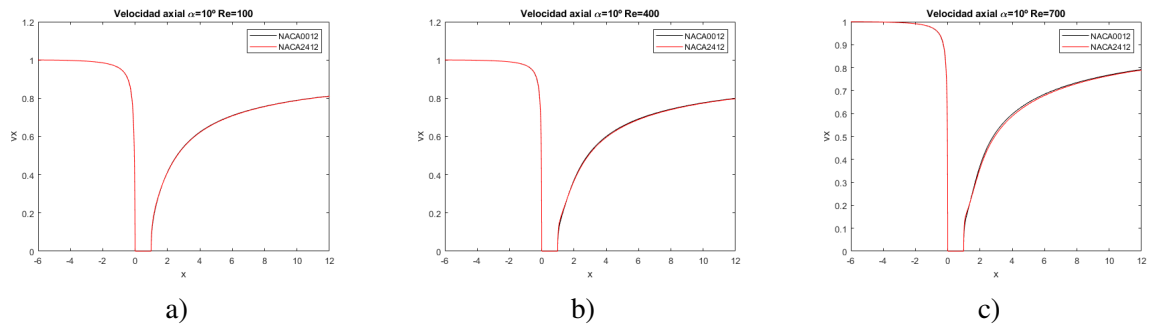 Velocidad axial α=10º Re=100
1.2
1
0.8
0.6
0.4
0.2
0
vx
-6 -4 -2 0 2 4 6 8 10 12
x
NACA0012
NACA2412
a)
Velocidad axial α=10º Re=400
1.2
1
0.8
0.6
0.4
0.2
0
vx
-6 -4 -2 0 2 4 6 8 10 12
x
NACA0012
NACA2412
b)
Velocidad axial α=10º Re=700
1
0.9
0.8
0.7
0.6
0.5
0.4
0.3
0.2
0.1
0
vx
-6 -4 -2 0 2 4 6 8 10 12
x
NACA0012
NACA2412
c)